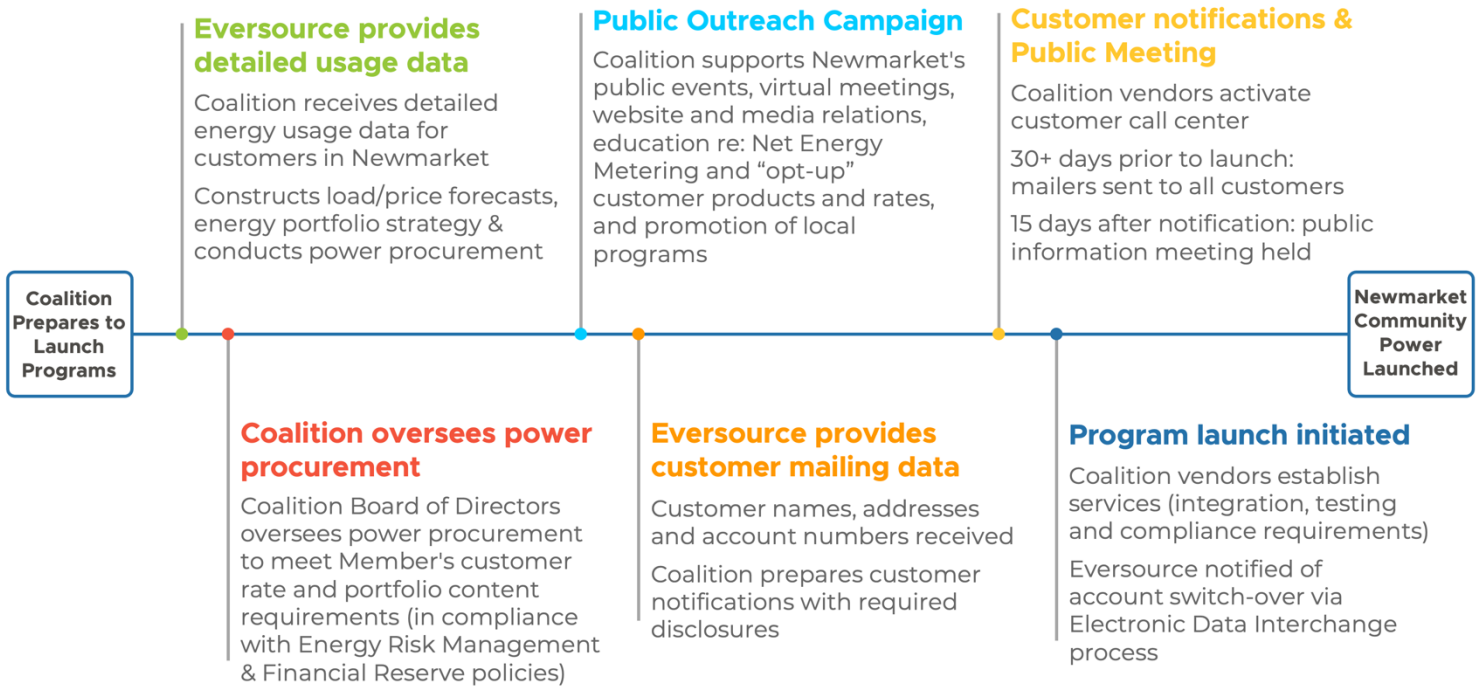 Coalition
Prepares to
Launch
Programs
Eversource provides
detailed usage data
Coalition receives detailed
energy usage data for
customers in Newmarket
Constructs load/price forecasts,
energy portfolio strategy &
conducts power procurement
Coalition oversees power
procurement
Coalition Board of Directors
oversees power procurement
to meet Member's customer
rate and portfolio content
requirements (in compliance
with Energy Risk Management
& Financial Reserve policies)
Public Outreach Campaign
Coalition supports Newmarket's
public events, virtual meetings,
website and media relations,
education re: Net Energy
Metering and “opt-up”
customer products and rates,
and promotion of local
programs
Eversource provides
customer mailing data
Customer names, addresses
and account numbers received
Coalition prepares customer
notifications with required
disclosures
Customer notifications &
Public Meeting
Coalition vendors activate
customer call center
30+ days prior to launch:
mailers sent to all customers
15 days after notification: public
information meeting held
Program launch initiated
Coalition vendors establish
services (integration, testing
and compliance requirements)
Eversource notified of
account switch-over via
Electronic Data Interchange
process
Newmarket
Community
Power
Launched